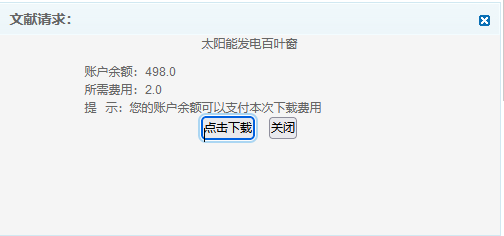 文献请求：
太阳能发电百叶窗
账户余额：498.0
所需费用：2.0
提 示：您的账户余额可以支付本次下载费用
点击下载 关闭